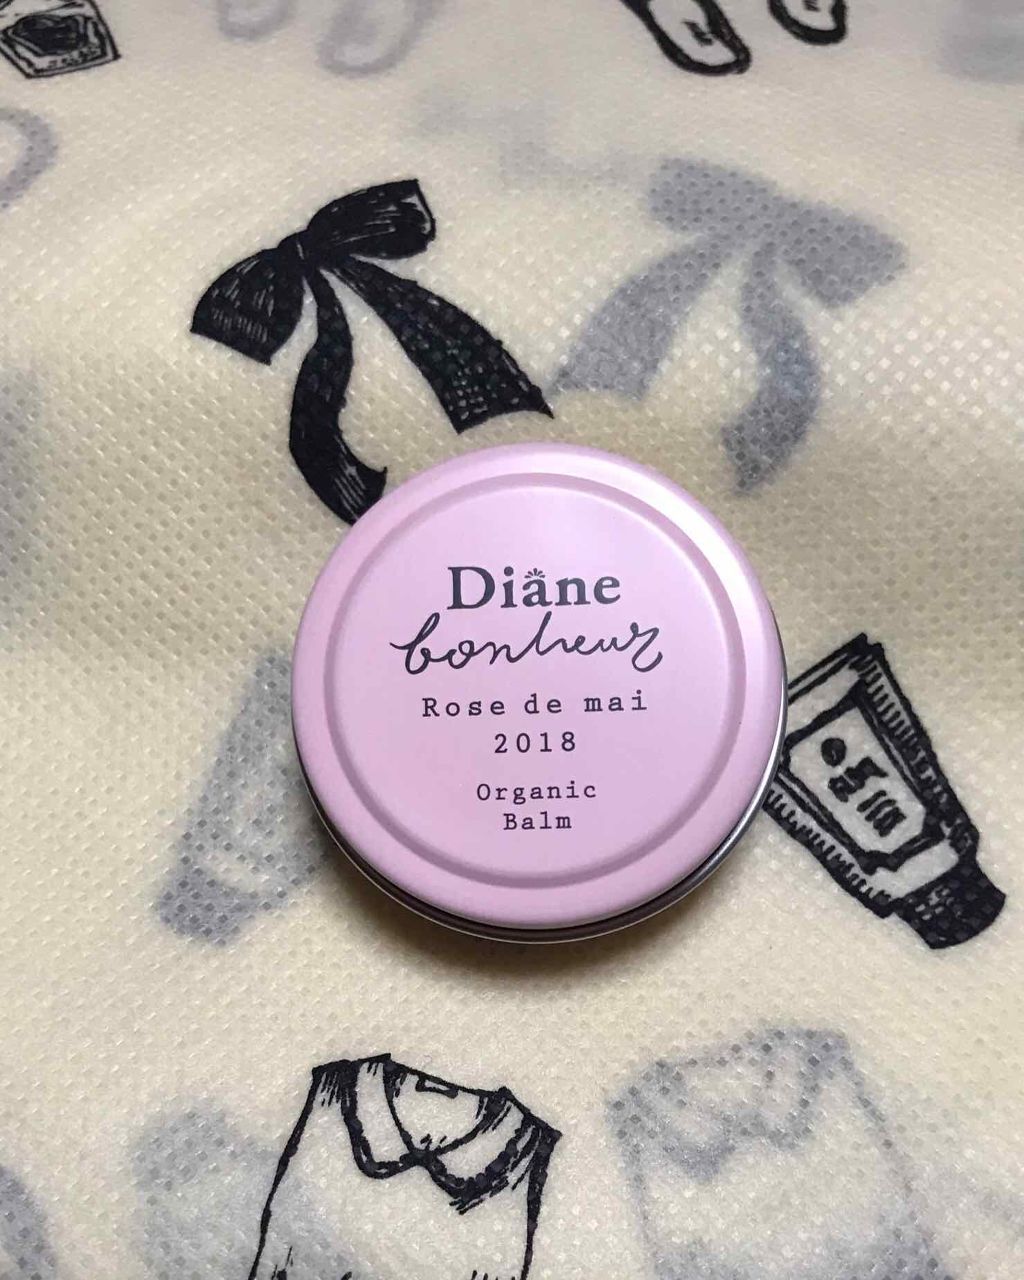 Diane
bonheur
Rose de mai
2018
Organic
Balm